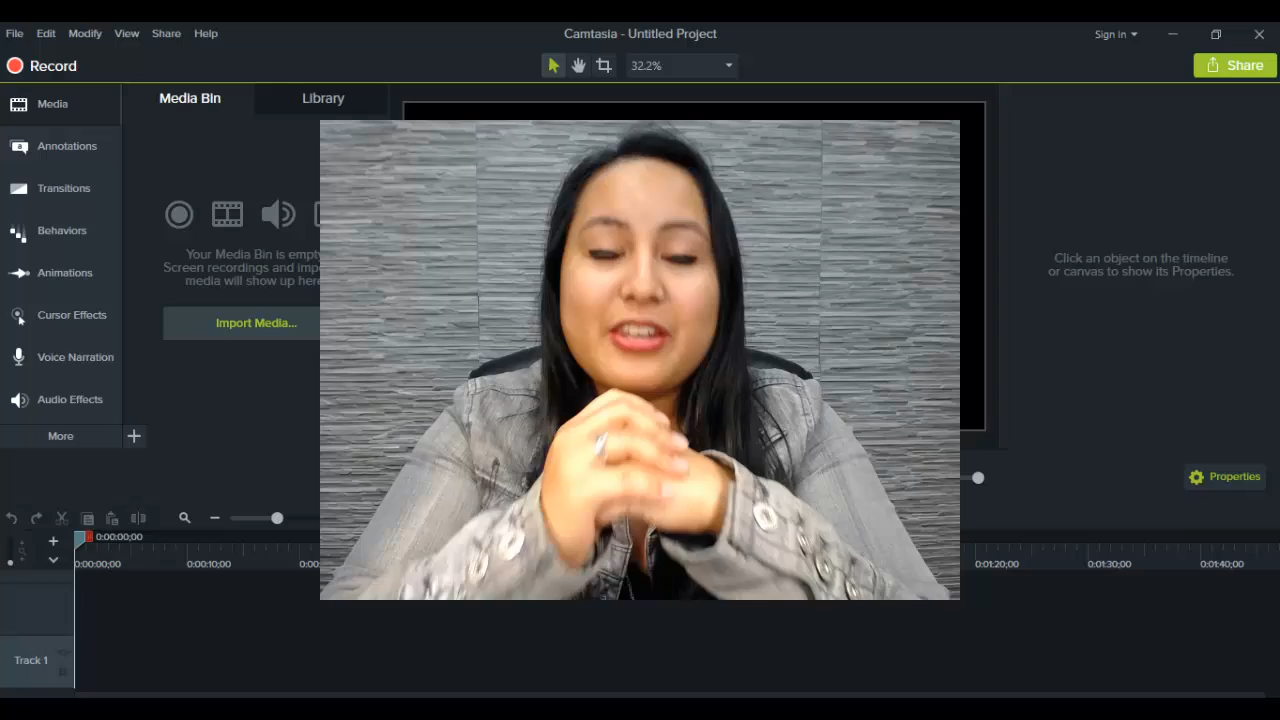 File Edit Modify View Share Help
Camtasia - Untitled Project
Sign in
Record
32.2%
Share
Media
Annotations
Transitions
Behaviors
Animations
Cursor Effects
Voice Narration
Audio Effects
More
Media Bin
Library
Your Media Bin is empty
Screen recordings and impo
media will show up here
Import Media...
Click an object on the timeline
or canvas to show its Properties.
Properties
0:00:00;00
0:00:00;00 0:00:10;00 0:00: 0:01:20;00 0:01:30;00 0:01:40;00
Track 1